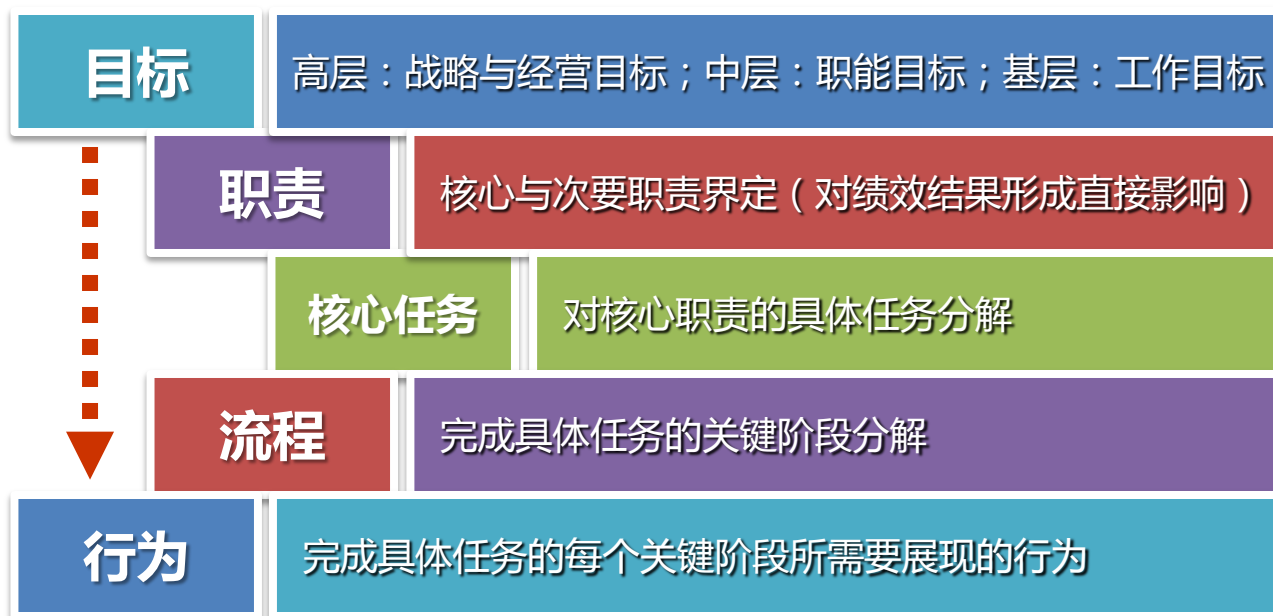 目标
高层：战略与经营目标；中层：职能目标；基层：工作目标
职责
核心与次要职责界定（对绩效结果形成直接影响）
核心任务
对核心职责的具体任务分解
流程
完成具体任务的关键阶段分解
行为
完成具体任务的每个关键阶段所需要展现的行为